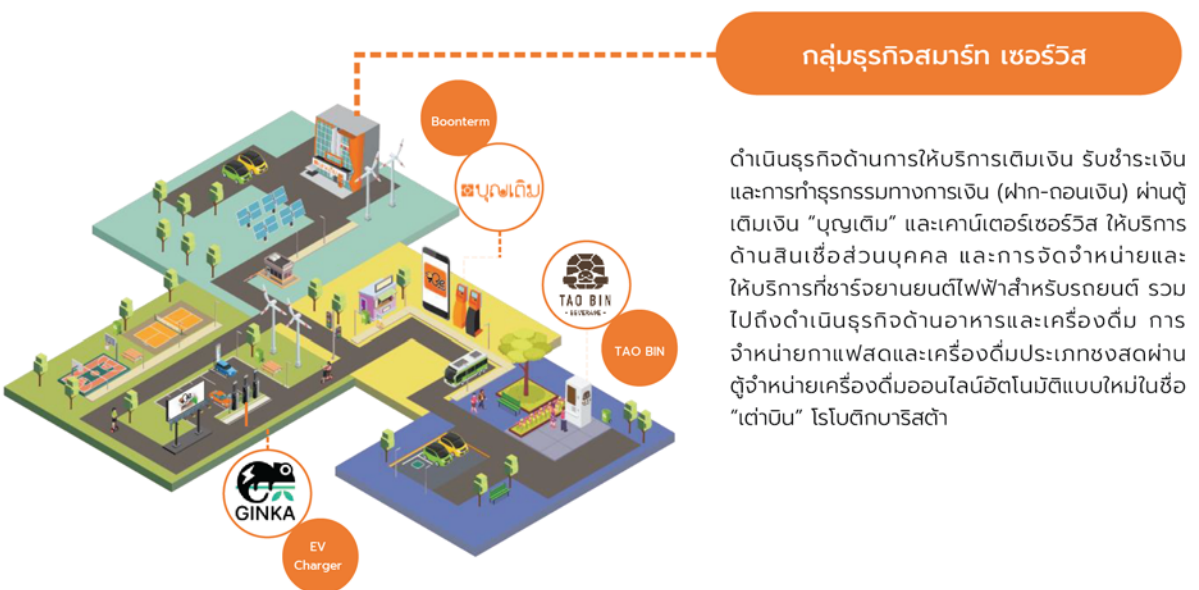 กลุ่มธุรกิจสมาร์ท เซอร์วิส
Boonterm
บุญเติม
TAO BIN
- BEVERAGE -
TAO BIN
GINKA
EV
Charger
ดำเนินธุรกิจด้านการให้บริการเติมเงิน รับชำระเงิน
และการทำธุรกรรมทางการเงิน (ฝาก-ถอนเงิน) ผ่านตู้
เติมเงิน “บุญเติม” และเคาน์เตอร์เซอร์วิส ให้บริการ
ด้านสินเชื่อส่วนบุคคล และการจัดจำหน่ายและ
ให้บริการที่ชาร์จยานยนต์ไฟฟ้าสำหรับรถยนต์ รวม
ไปถึงดำเนินธุรกิจด้านอาหารและเครื่องดื่ม การ
จำหน่ายกาแฟสดและเครื่องดื่มประเภทชงสดผ่าน
ตู้จำหน่ายเครื่องดื่มออนไลน์อัตโนมัติแบบใหม่ในชื่อ
“เต่าบิน” โรโบติกบาริสต้า